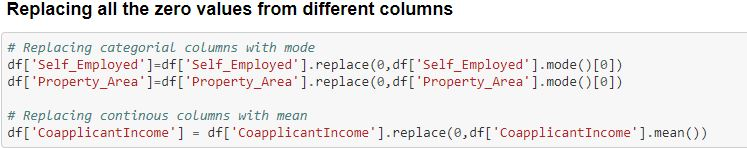 Replacing all the zero values from different columns
# Replacing categorial columns with mode
df['Self_Employed']=df['Self_Employed'].replace(0,df['Self_Employed'].mode()[0])
df['Property_Area']=df['Property_Area'].replace(0,df['Property_Area'].mode()[0])
# Replacing continous columns with mean
df['CoapplicantIncome'] = df['CoapplicantIncome'].replace(0,df['CoapplicantIncome'].mean())